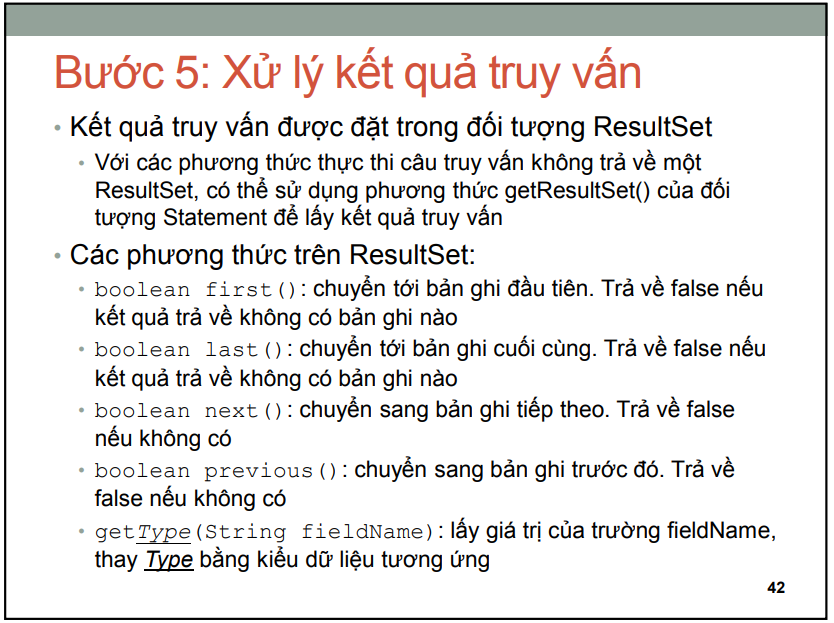 Bước 5: Xử lý kết quả truy vấn
• Kết quả truy vấn được đặt trong đối tượng ResultSet
• Với các phương thức thực thi câu truy vấn không trả về một
ResultSet, có thể sử dụng phương thức getResultSet() của đối
tượng Statement để lấy kết quả truy vấn
• Các phương thức trên ResultSet:
• boolean first(): chuyển tới bản ghi đầu tiên. Trả về false nếu
kết quả trả về không có bản ghi nào
• boolean last(): chuyển tới bản ghi cuối cùng. Trả về false nếu
kết quả trả về không có bản ghi nào
• boolean next(): chuyển sang bản ghi tiếp theo. Trả về false
nếu không có
• boolean previous(): chuyển sang bản ghi trước đó. Trả về
false nếu không có
• getType(String fieldName): lấy giá trị của trường fieldName,
thay Type bằng kiểu dữ liệu tương ứng
42